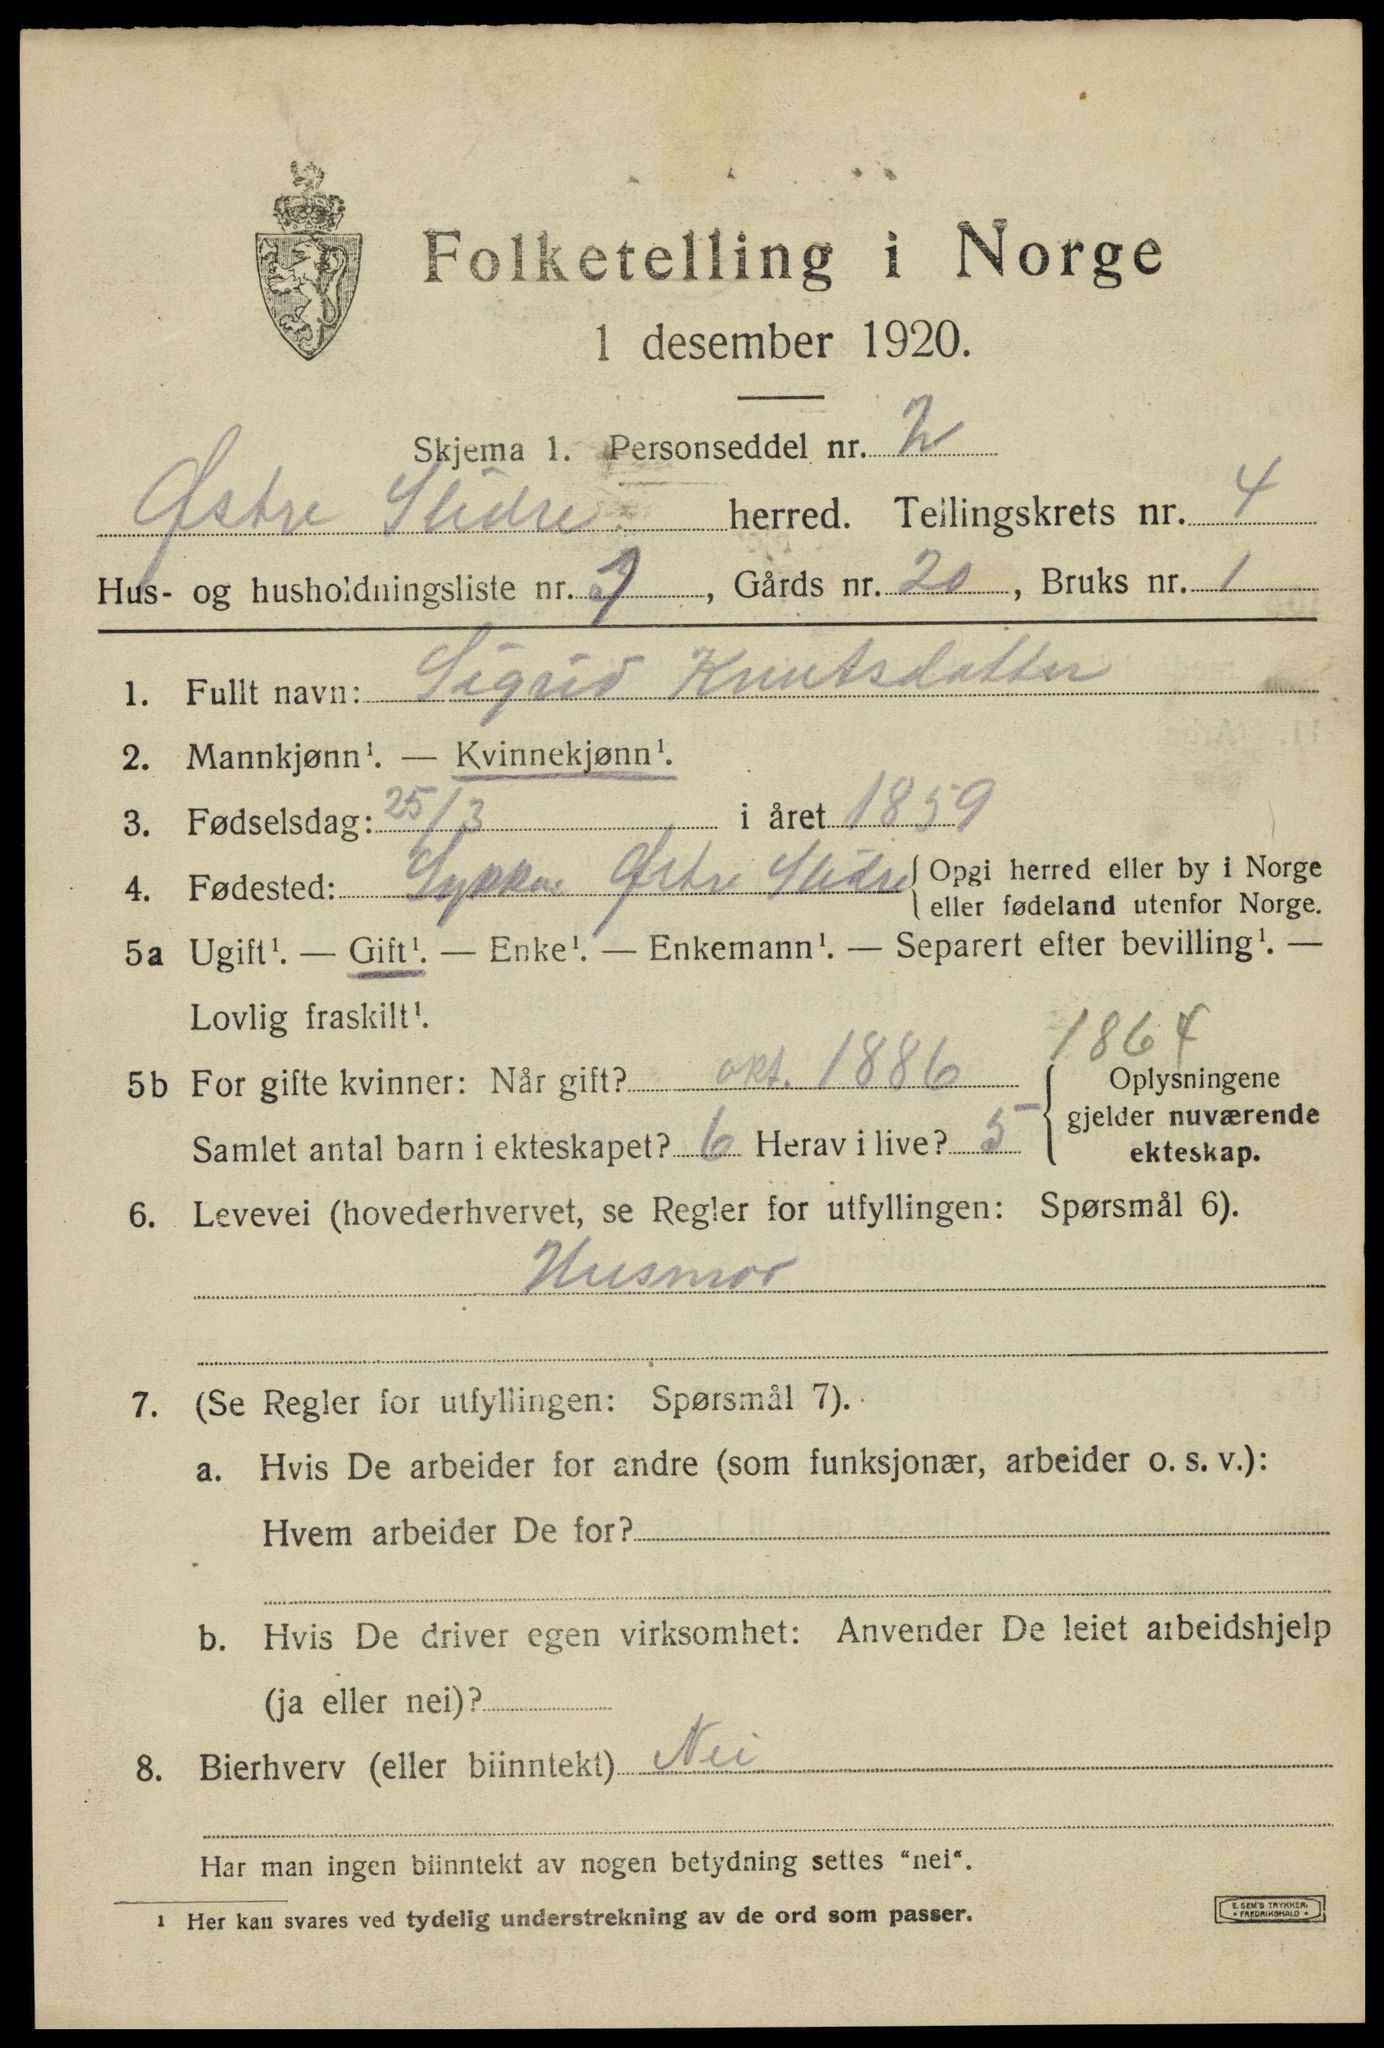 Folketelling i Norge
1 desember 1920.
Skjema 1. Personseddel nr. 2
Østre Slidre. herred. Tellingskrets nr. 4
Hus- og husholdningsliste nr. , Gårds nr. 20 , Bruks nr. 1
1. Fullt navn: Sigrid Knutsdatter
2. Mannkjønn¹. — Kvinnekjønn¹.
3. Fødselsdag: 25/3 i året 1859
4. Fødested: Østre Slidre { Opgi herred eller by i Norge
eller fødeland utenfor Norge.
5a Ugift¹. — Gift¹. — Enke¹. — Enkemann¹. — Separert efter bevilling¹. —
Lovlig fraskilt¹.
1864
5b For gifte kvinner: Når gift? okt. 1886 { Oplysningene
gjelder nuværende
Samlet antal barn i ekteskapet? 6 Herav i live? 5 ekteskap.
6. Levevei (hovederhvervet, se Regler for utfyllingen: Spørsmål 6).
Husmor
7. (Se Regler for utfyllingen: Spørsmål 7).
a. Hvis De arbeider for andre (som funksjonær, arbeider o. s. v.):
Hvem arbeider De for?
b. Hvis De driver egen virksomhet: Anvender De leiet arbeidshjelp
(ja eller nei)?
8. Bierhverv (eller biinntekt) Nei
Har man ingen biinntekt av nogen betydning settes "nei".
¹ Her kan svares ved tydelig understrekning av de ord som passer.
E. SEM'S TRYKKERI
• FREDRIKSHALD •